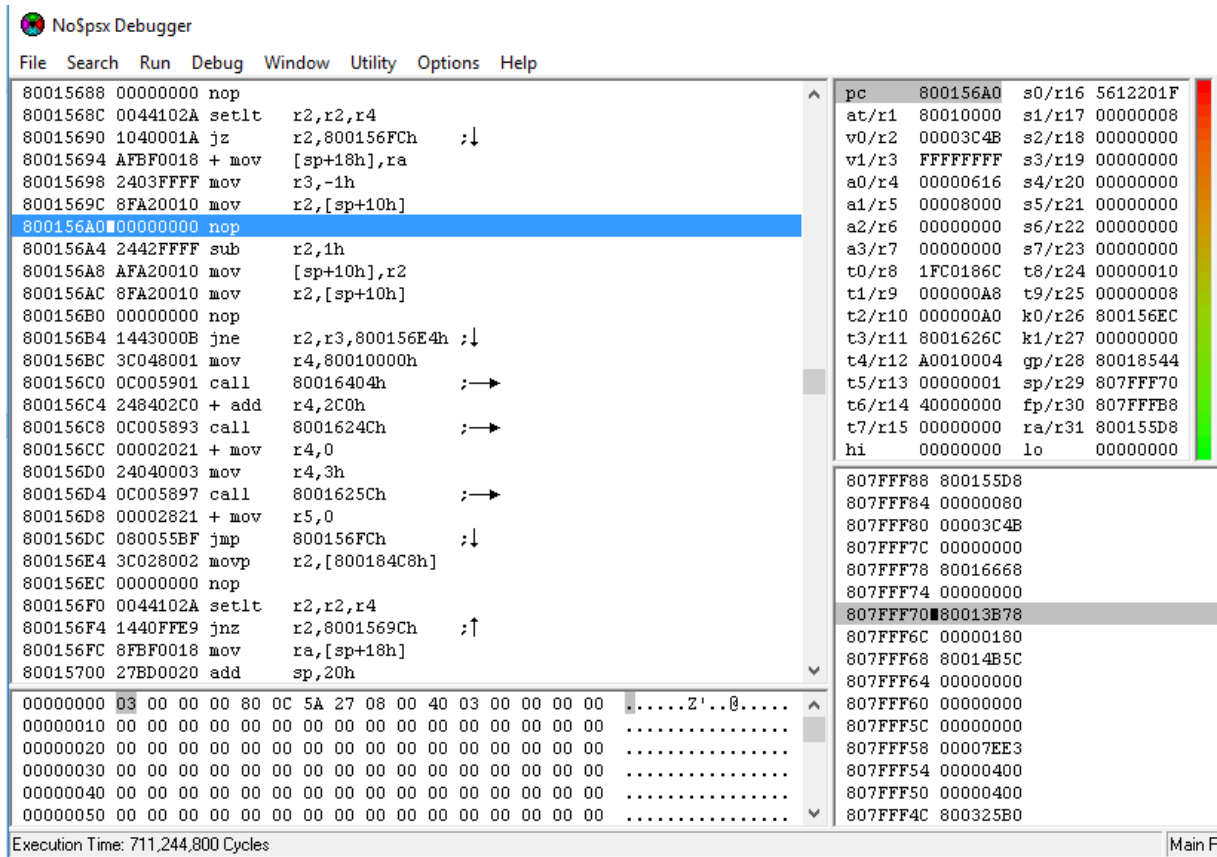 No$psx Debugger
File Search Run Debug Window Utility Options Help
80015688 00000000 nop
8001568C 0044102A setlt r2,r2,r4
80015690 1040001A jz r2,800156FCh ;↓
80015694 AFBF0018 + mov [sp+18h],ra
80015698 2403FFFF mov r3,-1h
8001569C 8FA20010 mov r2,[sp+10h]
800156A0 00000000 nop
800156A4 2442FFFF sub r2,1h
800156A8 AFA20010 mov [sp+10h],r2
800156AC 8FA20010 mov r2,[sp+10h]
800156B0 00000000 nop
800156B4 1443000B jne r2,r3,800156E4h ;↓
800156BC 3C048001 mov r4,80010000h
800156C0 0C005901 call 80016404h ;→
800156C4 248402C0 + add r4,2C0h
800156C8 0C005893 call 8001624Ch ;→
800156CC 00002021 + mov r4,0
800156D0 24040003 mov r4,3h
800156D4 0C005897 call 8001625Ch ;→
800156D8 00002821 + mov r5,0
800156DC 080055BF jmp 800156FCh ;↓
800156E4 3C028002 movp r2,[800184C8h]
800156EC 00000000 nop
800156F0 0044102A setlt r2,r2,r4
800156F4 1440FFE9 jnz r2,8001569Ch ;↑
800156FC 8FBF0018 mov ra,[sp+18h]
80015700 27BD0020 add sp,20h
pc 800156A0 s0/r16 5612201F
at/r1 80010000 s1/r17 00000008
v0/r2 00003C4B s2/r18 00000000
v1/r3 FFFFFFFF s3/r19 00000000
a0/r4 00000616 s4/r20 00000000
a1/r5 00008000 s5/r21 00000000
a2/r6 00000000 s6/r22 00000000
a3/r7 00000000 s7/r23 00000000
t0/r8 1FC0186C t8/r24 00000010
t1/r9 000000A8 t9/r25 00000008
t2/r10 000000A0 k0/r26 800156EC
t3/r11 8001626C k1/r27 00000000
t4/r12 A0010004 gp/r28 80018544
t5/r13 00000001 sp/r29 807FFF70
t6/r14 40000000 fp/r30 807FFFB8
t7/r15 00000000 ra/r31 800155D8
hi 00000000 lo 00000000
00000000 03 00 00 00 80 0C 5A 27 08 00 40 03 00 00 00 00 ......Z'..@.....
00000010 00 00 00 00 00 00 00 00 00 00 00 00 00 00 00 00 ................
00000020 00 00 00 00 00 00 00 00 00 00 00 00 00 00 00 00 ................
00000030 00 00 00 00 00 00 00 00 00 00 00 00 00 00 00 00 ................
00000040 00 00 00 00 00 00 00 00 00 00 00 00 00 00 00 00 ................
00000050 00 00 00 00 00 00 00 00 00 00 00 00 00 00 00 00 ................
807FFF88 800155D8
807FFF84 00000080
807FFF80 00003C4B
807FFF7C 00000000
807FFF78 80016668
807FFF74 00000000
807FFF70 80013B78
807FFF6C 00000180
807FFF68 80014B5C
807FFF64 00000000
807FFF60 00000000
807FFF5C 00000000
807FFF58 00007EE3
807FFF54 00000400
807FFF50 00000400
807FFF4C 800325B0
Execution Time: 711,244,800 Cycles
Main F